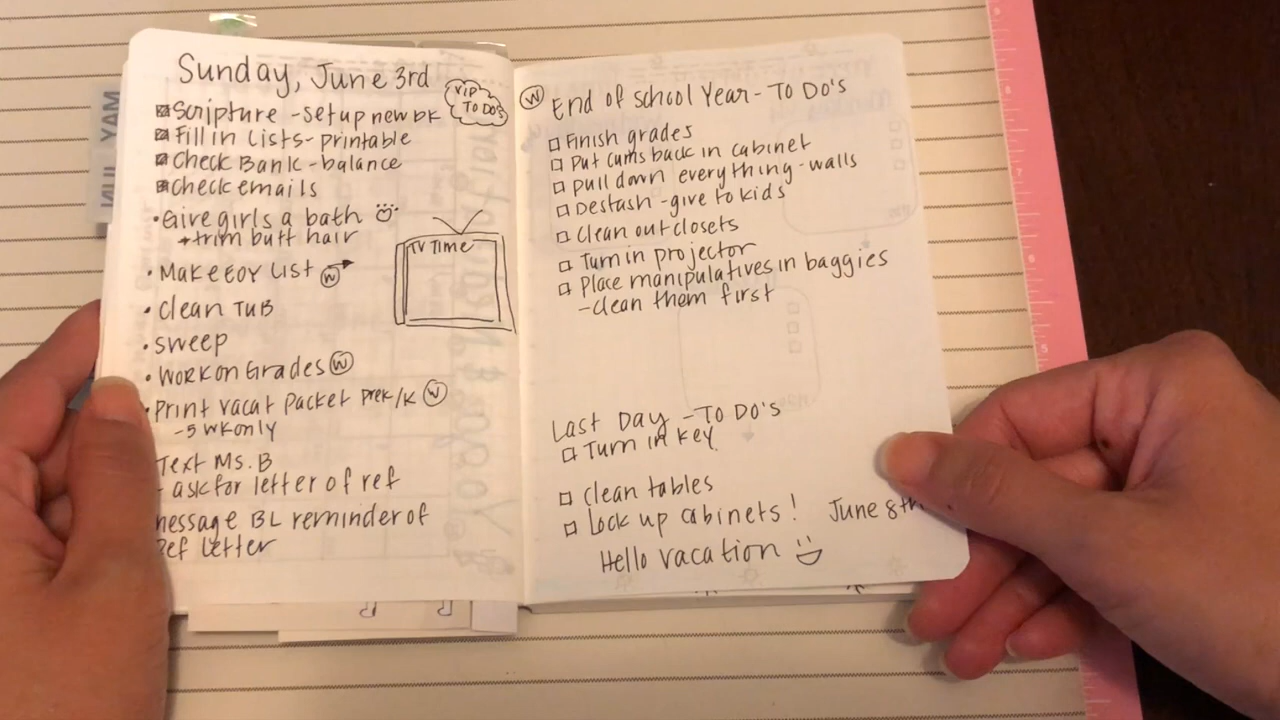 MAY
JUN
Sunday, June 3rd
VIP
TO DO's
Scripture - setup new bk
Fill in Lists - printable
Check Bank - balance
Check emails
• Give girls a bath
→ trim butt hair
• Make EOY List W →
TV Time
• Clean Tub
• Sweep
• Work on Grades W
• Print vacat packet prek/k W
- 5 wk only
Text Ms. B
- ask for letter of ref
message BL reminder of
Ref Letter
W End of school Year - TO DO's
Finish grades
Put cums back in cabinet
Pull down everything - walls
Destash - give to kids
Clean out closets
Turn in projector
Place manipulatives in baggies
- clean them first
Last Day - TO DO's
Turn in key
Clean tables
Lock up cabinets! June 8th
Hello vacation